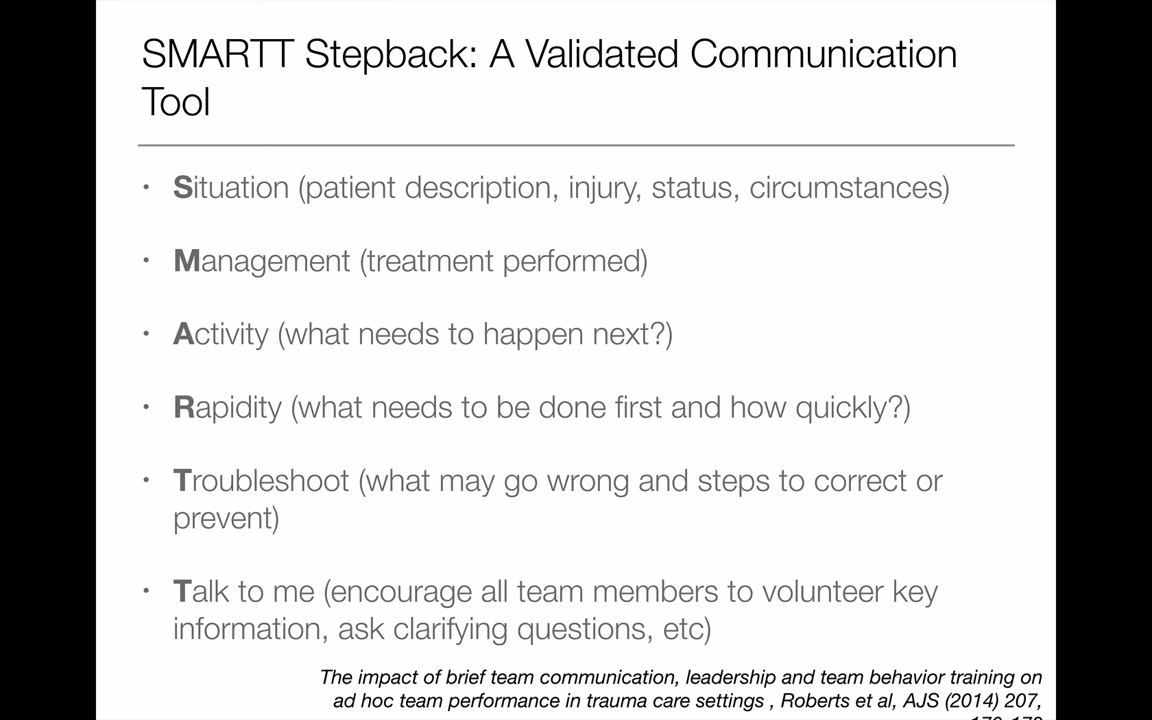 SMARTT Stepback: A Validated Communication
Tool
• Situation (patient description, injury, status, circumstances)
• Management (treatment performed)
• Activity (what needs to happen next?)
• Rapidity (what needs to be done first and how quickly?)
• Troubleshoot (what may go wrong and steps to correct or
prevent)
• Talk to me (encourage all team members to volunteer key
information, ask clarifying questions, etc)
The impact of brief team communication, leadership and team behavior training on
ad hoc team performance in trauma care settings , Roberts et al, AJS (2014) 207,